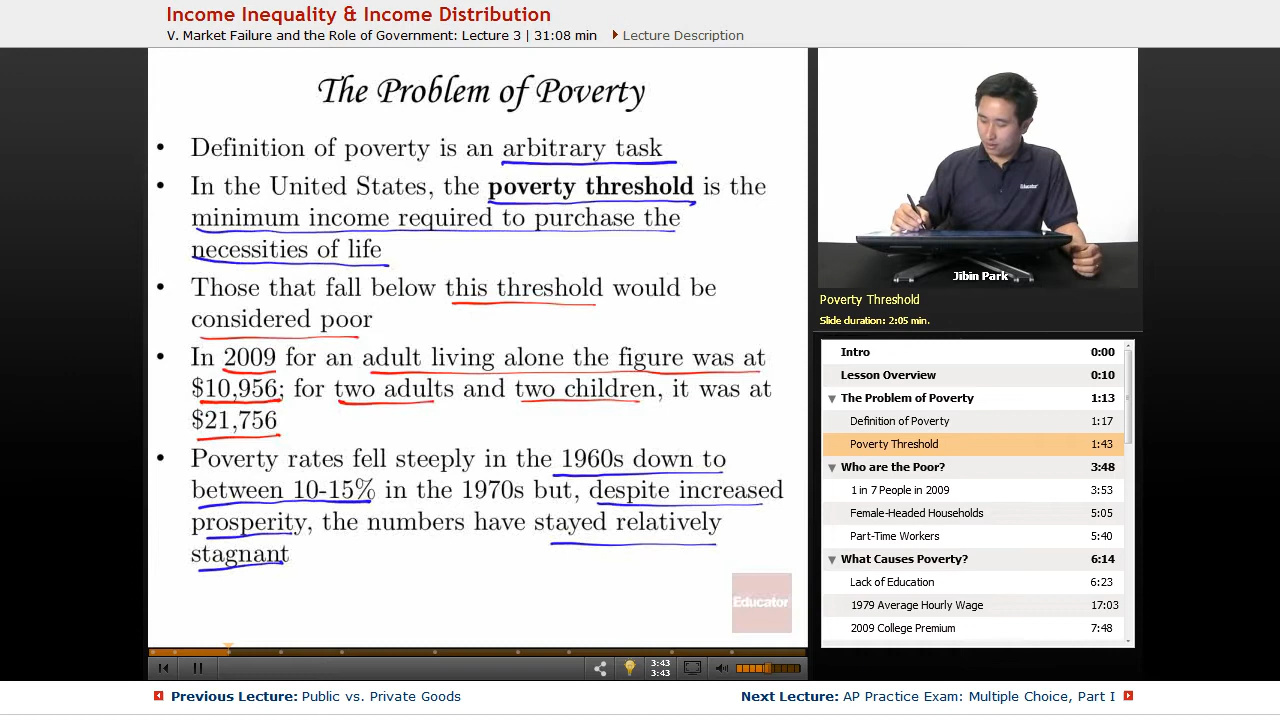 Income Inequality & Income Distribution
V. Market Failure and the Role of Government: Lecture 3 | 31:08 min
Lecture Description
The Problem of Poverty
• Definition of poverty is an arbitrary task
• In the United States, the poverty threshold is the
minimum income required to purchase the
necessities of life
• Those that fall below this threshold would be
considered poor
• In 2009 for an adult living alone the figure was at
$10,956; for two adults and two children, it was at
$21,756
• Poverty rates fell steeply in the 1960s down to
between 10-15% in the 1970s but, despite increased
prosperity, the numbers have stayed relatively
stagnant
Educator
Educator
Jibin Park
Poverty Threshold
Slide duration: 2:05 min.
Intro 0:00
Lesson Overview 0:10
The Problem of Poverty 1:13
Definition of Poverty 1:17
Poverty Threshold 1:43
Who are the Poor? 3:48
1 in 7 People in 2009 3:53
Female-Headed Households 5:05
Part-Time Workers 5:40
What Causes Poverty? 6:14
Lack of Education 6:23
1979 Average Hourly Wage 17:03
2009 College Premium 7:48
3:43
3:43
Previous Lecture: Public vs. Private Goods
Next Lecture: AP Practice Exam: Multiple Choice, Part I